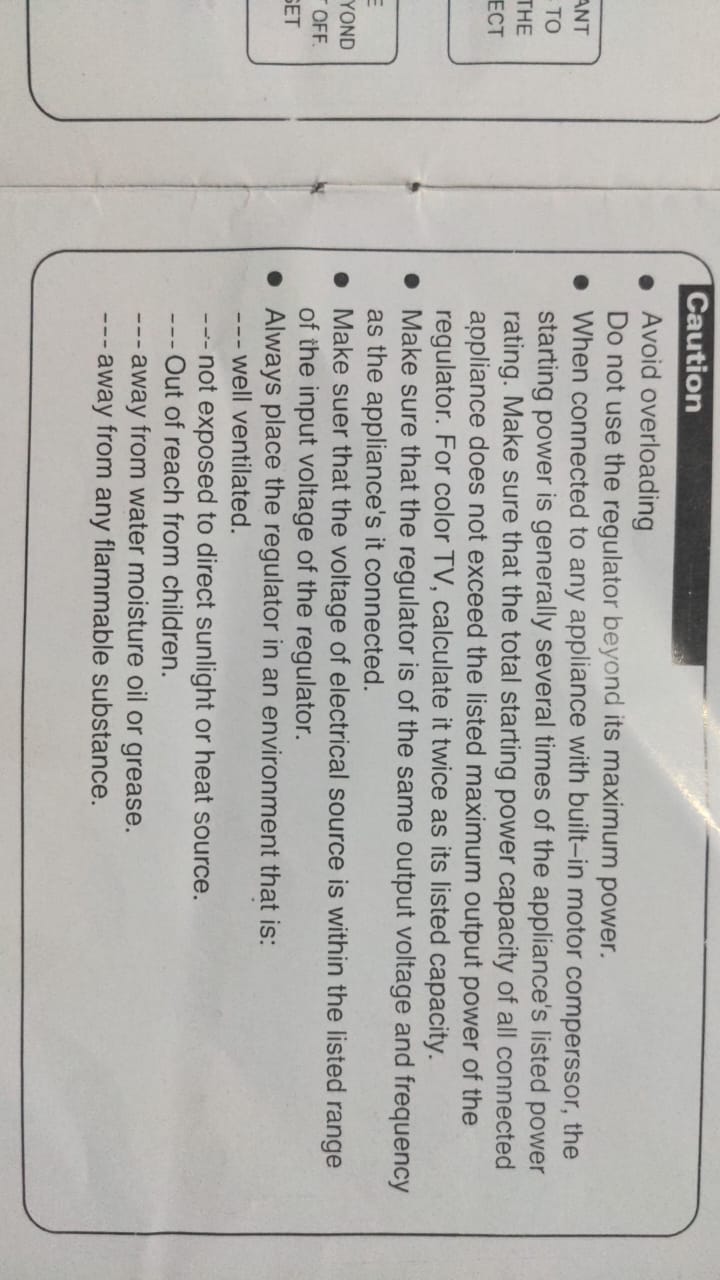 ANT
TO
THE
ECT
E
YOND
T OFF.
SET
Caution
● Avoid overloading
Do not use the regulator beyond its maximum power.
● When connected to any appliance with built-in motor comperssor, the
starting power is generally several times of the appliance's listed power
rating. Make sure that the total starting power capacity of all connected
appliance does not exceed the listed maximum output power of the
regulator. For color TV, calculate it twice as its listed capacity.
● Make sure that the regulator is of the same output voltage and frequency
as the appliance's it connected.
● Make suer that the voltage of electrical source is within the listed range
of the input voltage of the regulator.
● Always place the regulator in an environment that is:
--- well ventilated.
--- not exposed to direct sunlight or heat source.
--- Out of reach from children.
--- away from water moisture oil or grease.
--- away from any flammable substance.